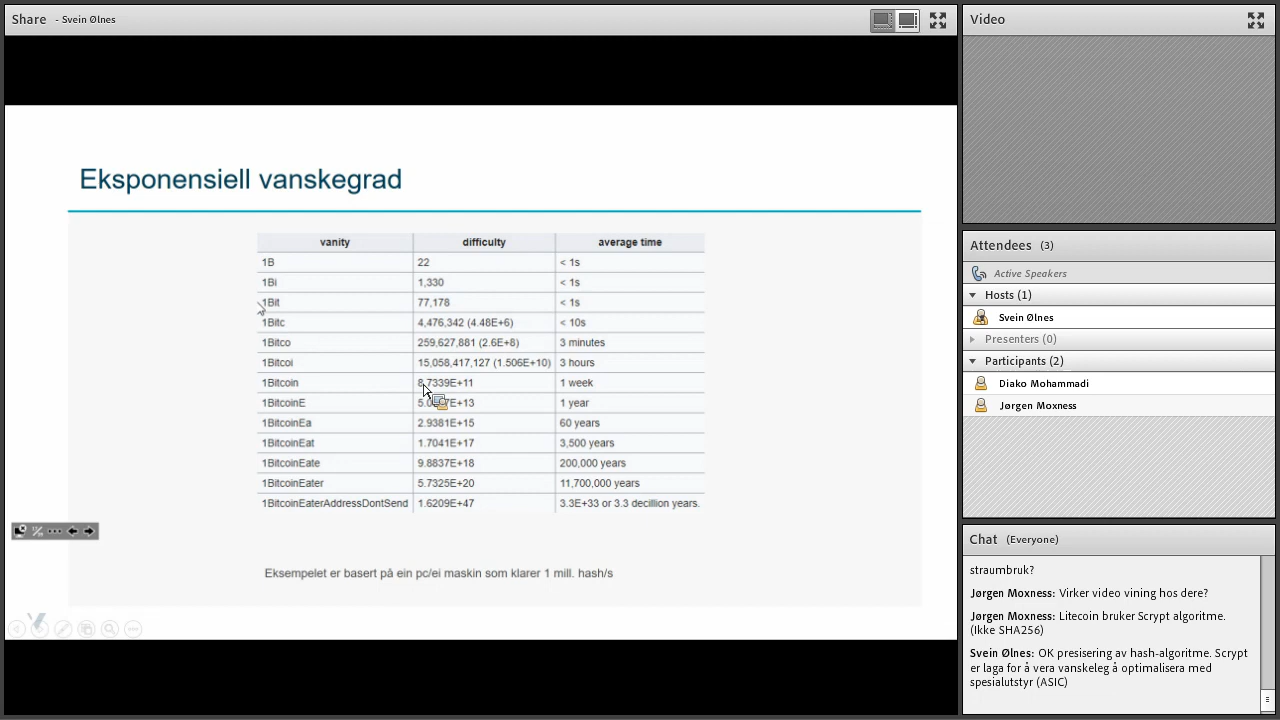 Share - Svein Ølnes
Eksponensiell vanskegrad
vanity difficulty average time
1B 22 < 1s
1Bi 1,330 < 1s
1Bit 77,178 < 1s
1Bitc 4,476,342 (4.48E+6) < 10s
1Bitco 259,627,881 (2.6E+8) 3 minutes
1Bitcoi 15,058,417,127 (1.506E+10) 3 hours
1Bitcoin 8.7339E+11 1 week
1BitcoinE 1 year
1BitcoinEa 2.9381E+15 60 years
1BitcoinEat 1.7041E+17 3,500 years
1BitcoinEate 9.8837E+18 200,000 years
1BitcoinEater 5.7325E+20 11,700,000 years
1BitcoinEaterAddressDontSend 1.6209E+47 3.3E+33 or 3.3 decillion years.
Eksempelet er basert på ein pc/ei maskin som klarer 1 mill. hash/s
Video
Attendees (3)
Active Speakers
Hosts (1)
Svein Ølnes
Presenters (0)
Participants (2)
Diako Mohammadi
Jørgen Moxness
Chat (Everyone)
straumbruk?
Jørgen Moxness: Virker video vining hos dere?
Jørgen Moxness: Litecoin bruker Scrypt algoritme.
(Ikke SHA256)
Svein Ølnes: OK presisering av hash-algoritme. Scrypt
er laga for å vera vanskeleg å optimalisera med
spesialutstyr (ASIC)